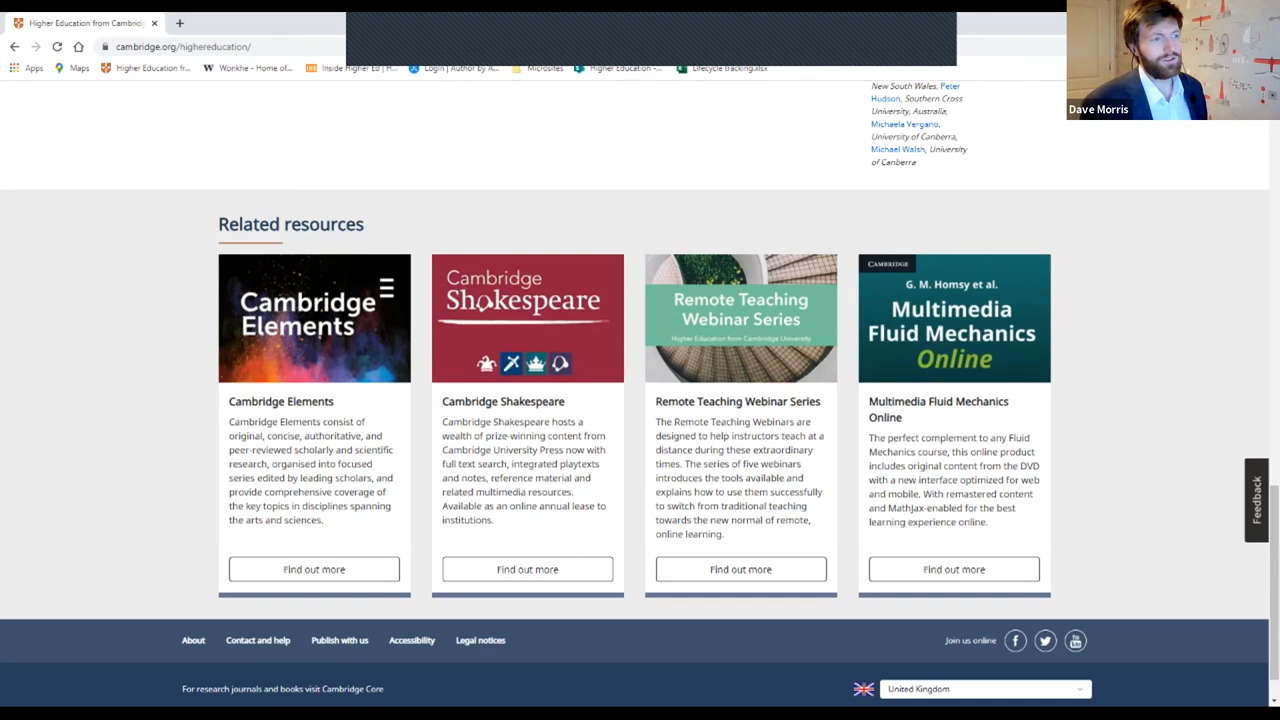 Higher Education from Cambridg
cambridge.org/highereducation/
Apps
Maps
Higher Education fr...
Wonkhe - Home of...
Inside Higher Ed | H...
Login | Author by A...
Microsites
Higher Education -...
Lifecycle tracking.xlsx
Dave Morris
New South Wales, Peter
Hudson, Southern Cross
University, Australia,
Michaela Vergano,
University of Canberra,
Michael Walsh, University
of Canberra
Related resources
Cambridge
Elements
Cambridge
Shakespeare
Remote Teaching
Webinar Series
Higher Education from Cambridge University
CAMBRIDGE
G. M. Homsy et al.
Multimedia
Fluid Mechanics
Online
Cambridge Elements
Cambridge Elements consist of
original, concise, authoritative, and
peer-reviewed scholarly and scientific
research, organised into focused
series edited by leading scholars, and
provide comprehensive coverage of
the key topics in disciplines spanning
the arts and sciences.
Find out more
Cambridge Shakespeare
Cambridge Shakespeare hosts a
wealth of prize-winning content from
Cambridge University Press now with
full text search, integrated playtexts
and notes, reference material and
related multimedia resources.
Available as an online annual lease to
institutions.
Find out more
Remote Teaching Webinar Series
The Remote Teaching Webinars are
designed to help instructors teach at a
distance during these extraordinary
times. The series of five webinars
introduces the tools available and
explains how to use them successfully
to switch from traditional teaching
towards the new normal of remote,
online learning.
Find out more
Multimedia Fluid Mechanics
Online
The perfect complement to any Fluid
Mechanics course, this online product
includes original content from the DVD
with a new interface optimized for web
and mobile. With remastered content
and MathJax-enabled for the best
learning experience online.
Find out more
Feedback
About
Contact and help
Publish with us
Accessibility
Legal notices
Join us online
You
Tube
For research journals and books visit Cambridge Core
United Kingdom